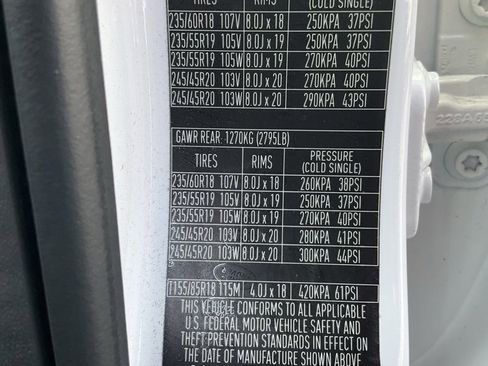 TIRES RIMS (COLD SINGLE)
235/60R18 107V 8.0J x 18 250KPA 37PSI
235/55R19 105V 8.0J x 19 250KPA 37PSI
235/55R19 105W 8.0J x 19 270KPA 40PSI
245/45R20 103V 8.0J x 20 270KPA 40PSI
245/45R20 103W 8.0J x 20 290KPA 43PSI
GAWR REAR: 1270KG (2795LB)
TIRES RIMS PRESSURE (COLD SINGLE)
235/60R18 107V 8.0J x 18 260KPA 38PSI
235/55R19 105V 8.0J x 19 250KPA 37PSI
235/55R19 105W 8.0J x 19 270KPA 40PSI
245/45R20 103V 8.0J x 20 280KPA 41PSI
245/45R20 103W 8.0J x 20 300KPA 44PSI
T155/85R18 115M 4.0J x 18 420KPA 61PSI
THIS VEHICLE CONFORMS TO ALL APPLICABLE
U.S. FEDERAL MOTOR VEHICLE SAFETY AND
THEFT PREVENTION STANDARDS IN EFFECT ON
THE DATE OF MANUFACTURE SHOWN ABOVE